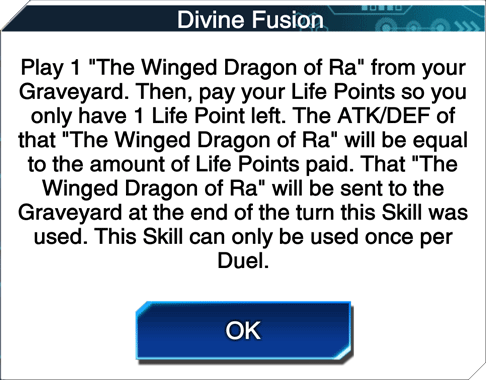 Divine Fusion
Play 1 "The Winged Dragon of Ra" from your
Graveyard. Then, pay your Life Points so you
only have 1 Life Point left. The ATK/DEF of
that "The Winged Dragon of Ra" will be equal
to the amount of Life Points paid. That "The
Winged Dragon of Ra" will be sent to the
Graveyard at the end of the turn this Skill was
used. This Skill can only be used once per
Duel.
OK